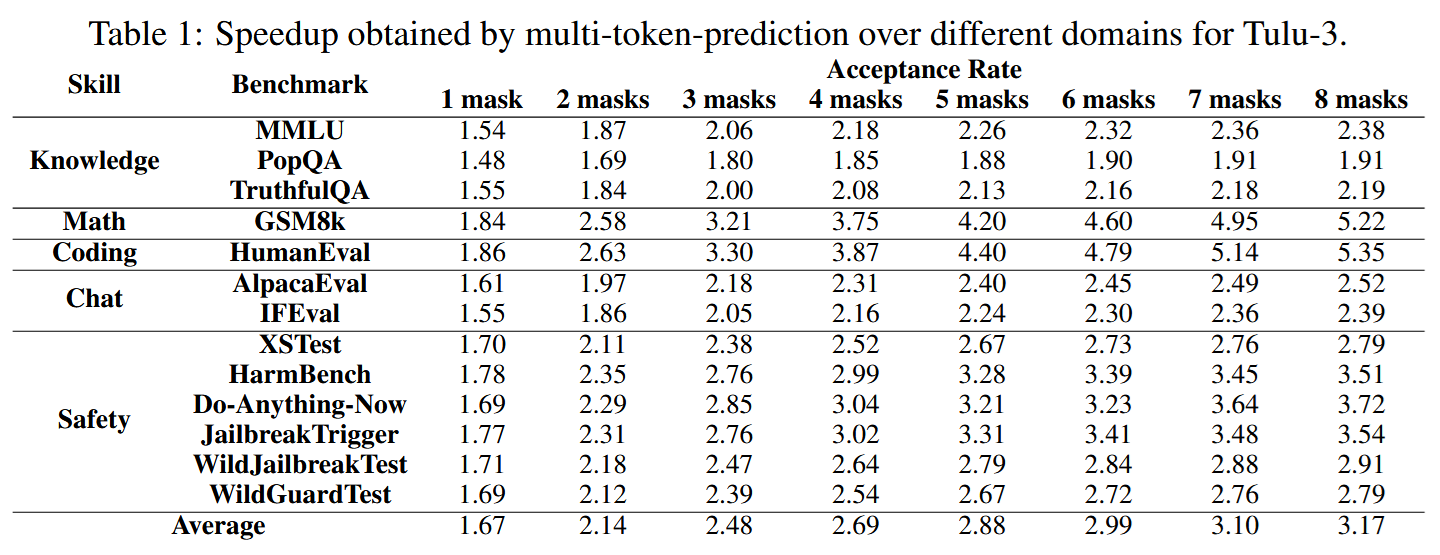 Table 1: Speedup obtained by multi-token-prediction over different domains for Tulu-3.
Skill Benchmark Acceptance Rate
1 mask 2 masks 3 masks 4 masks 5 masks 6 masks 7 masks 8 masks
Knowledge MMLU 1.54 1.87 2.06 2.18 2.26 2.32 2.36 2.38
PopQA 1.48 1.69 1.80 1.85 1.88 1.90 1.91 1.91
TruthfulQA 1.55 1.84 2.00 2.08 2.13 2.16 2.18 2.19
Math GSM8k 1.84 2.58 3.21 3.75 4.20 4.60 4.95 5.22
Coding HumanEval 1.86 2.63 3.30 3.87 4.40 4.79 5.14 5.35
Chat AlpacaEval 1.61 1.97 2.18 2.31 2.40 2.45 2.49 2.52
IFEval 1.55 1.86 2.05 2.16 2.24 2.30 2.36 2.39
Safety XSTest 1.70 2.11 2.38 2.52 2.67 2.73 2.76 2.79
HarmBench 1.78 2.35 2.76 2.99 3.28 3.39 3.45 3.51
Do-Anything-Now 1.69 2.29 2.85 3.04 3.21 3.23 3.64 3.72
JailbreakTrigger 1.77 2.31 2.76 3.02 3.31 3.41 3.48 3.54
WildJailbreakTest 1.71 2.18 2.47 2.64 2.79 2.84 2.88 2.91
WildGuardTest 1.69 2.12 2.39 2.54 2.67 2.72 2.76 2.79
Average 1.67 2.14 2.48 2.69 2.88 2.99 3.10 3.17